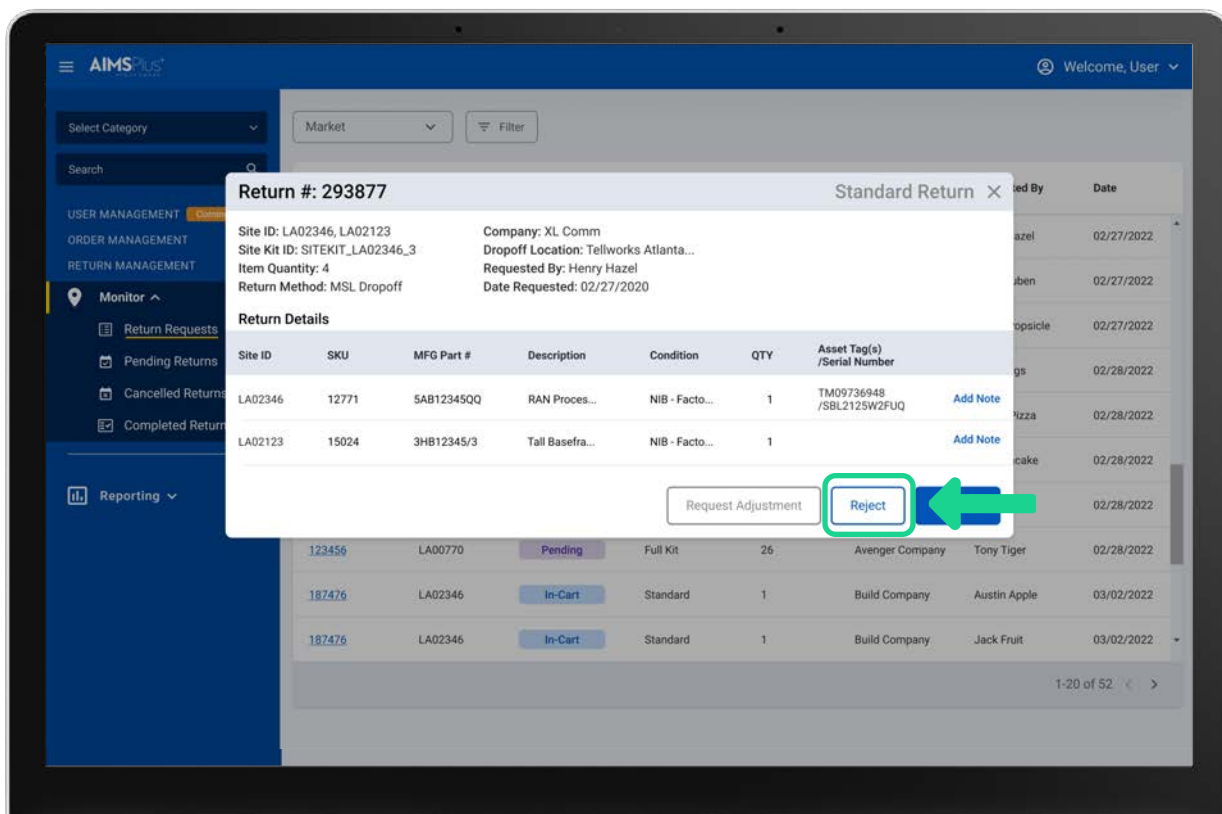 AIMSPlus+
Welcome, User
Select Category
Market
Filter
Search
Date
USER MANAGEMENT
ORDER MANAGEMENT
RETURN MANAGEMENT
Monitor
Return Requests
Pending Returns
Cancelled Returns
Completed Return
Reporting
Return #: 293877
Standard Return
Site ID: LA02346, LA02123
Site Kit ID: SITEKIT_LA02346_3
Item Quantity: 4
Return Method: MSL Dropoff
Company: XL Comm
Dropoff Location: Tellworks Atlanta...
Requested By: Henry Hazel
Date Requested: 02/27/2020
Return Details
Site ID SKU MFG Part # Description Condition QTY Asset Tag(s)
/Serial Number
LA02346 12771 5AB12345QQ RAN Proces... NIB - Facto... 1 TM09736948
/SBL2125W2FUQ Add Note
LA02123 15024 3HB12345/3 Tall Basefra... NIB - Facto... 1 Add Note
Request Adjustment Reject
02/27/2022
02/27/2022
02/27/2022
02/28/2022
02/28/2022
02/28/2022
02/28/2022
123456 LA00770 Pending Full Kit 26 Avenger Company Tony Tiger 02/28/2022
187476 LA02346 In-Cart Standard 1 Build Company Austin Apple 03/02/2022
187476 LA02346 In-Cart Standard 1 Build Company Jack Fruit 03/02/2022
1-20 of 52